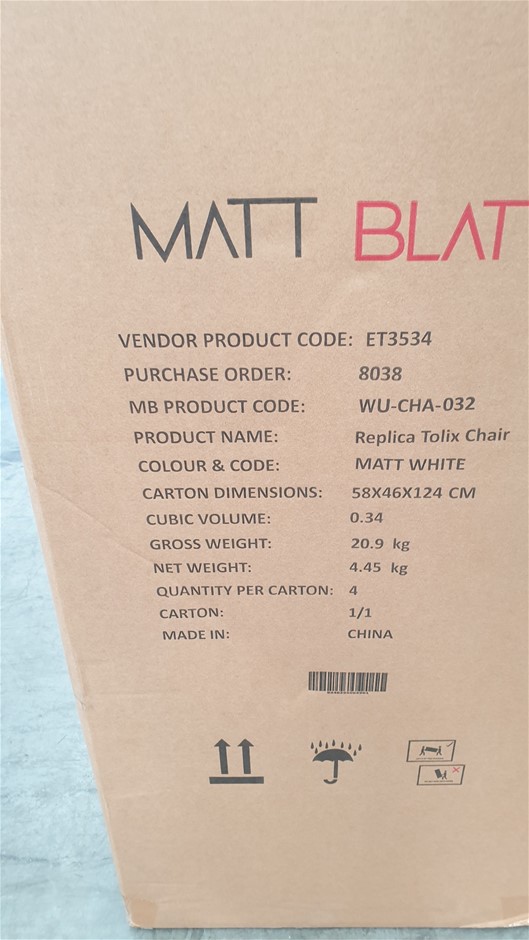 MATT BLAT
VENDOR PRODUCT CODE: ET3534
PURCHASE ORDER: 8038
MB PRODUCT CODE: WU-CHA-032
PRODUCT NAME: Replica Tolix Chair
COLOUR & CODE: MATT WHITE
CARTON DIMENSIONS: 58X46X124 CM
CUBIC VOLUME: 0.34
GROSS WEIGHT: 20.9 kg
NET WEIGHT: 4.45 kg
QUANTITY PER CARTON: 4
CARTON: 1/1
MADE IN: CHINA